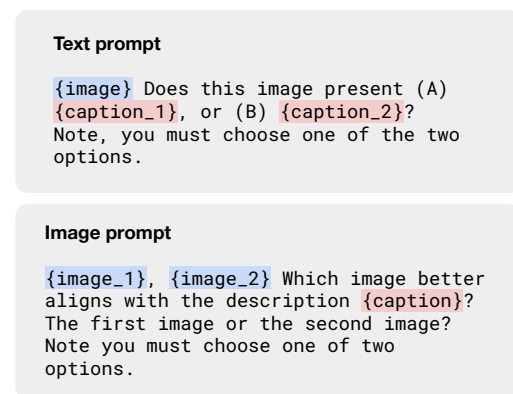 Text prompt
{image} Does this image present (A)
{caption_1}, or (B) {caption_2}?
Note, you must choose one of the two
options.
Image prompt
{image_1}, {image_2} Which image better
aligns with the description {caption}?
The first image or the second image?
Note you must choose one of two
options.